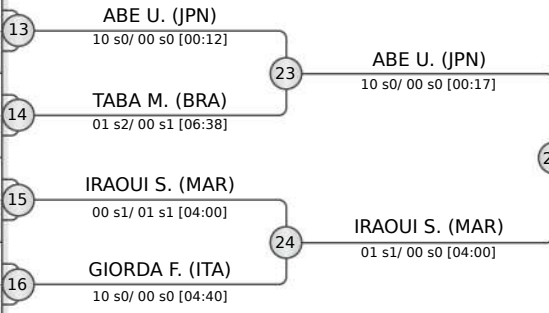 ABE U. (JPN)
13
10 s0/ 00 s0 [00:12]
23
ABE U. (JPN)
10 s0/ 00 s0 [00:17]
TABA M. (BRA)
14
01 s2/ 00 s1 [06:38]
IRAOUI S. (MAR)
15
00 s1/ 01 s1 [04:00]
24
IRAOUI S. (MAR)
01 s1/ 00 s0 [04:00]
GIORDA F. (ITA)
16
10 s0/ 00 s0 [04:40]